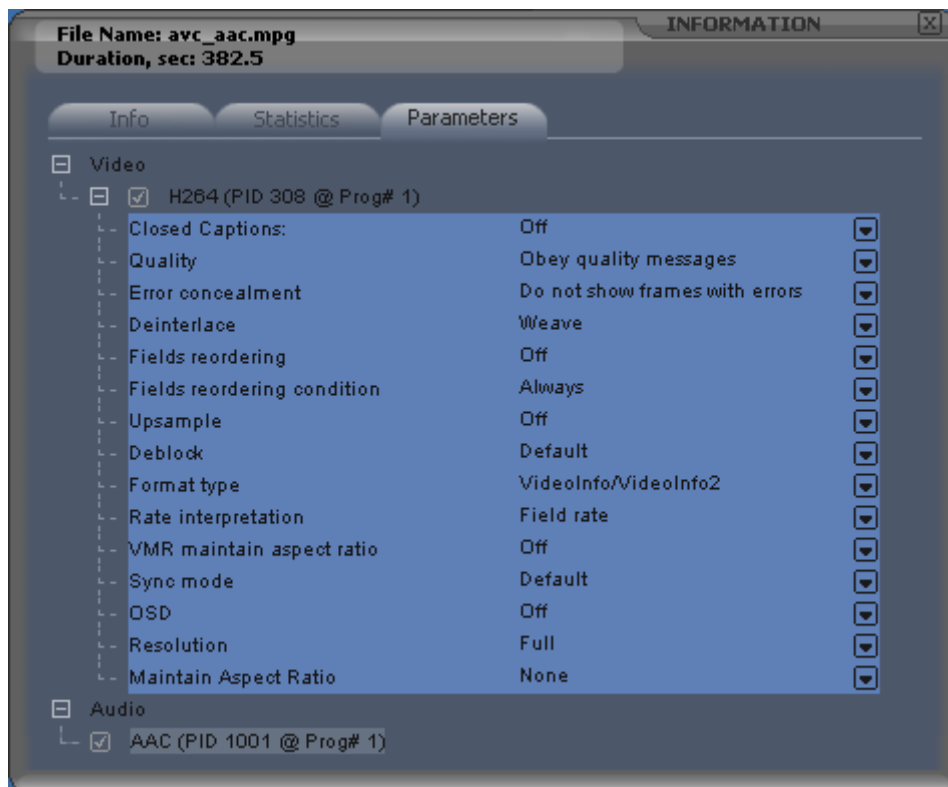 INFORMATION
File Name: avc_aac.mpg
Duration, sec: 382.5
Info Statistics Parameters
Video
H264 (PID 308 @ Prog# 1)
Closed Captions: Off
Quality Obey quality messages
Error concealment Do not show frames with errors
Deinterlace Weave
Fields reordering Off
Fields reordering condition Always
Upsample Off
Deblock Default
Format type VideoInfo/VideoInfo2
Rate interpretation Field rate
VMR maintain aspect ratio Off
Sync mode Default
OSD Off
Resolution Full
Maintain Aspect Ratio None
Audio
AAC (PID 1001 @ Prog# 1)